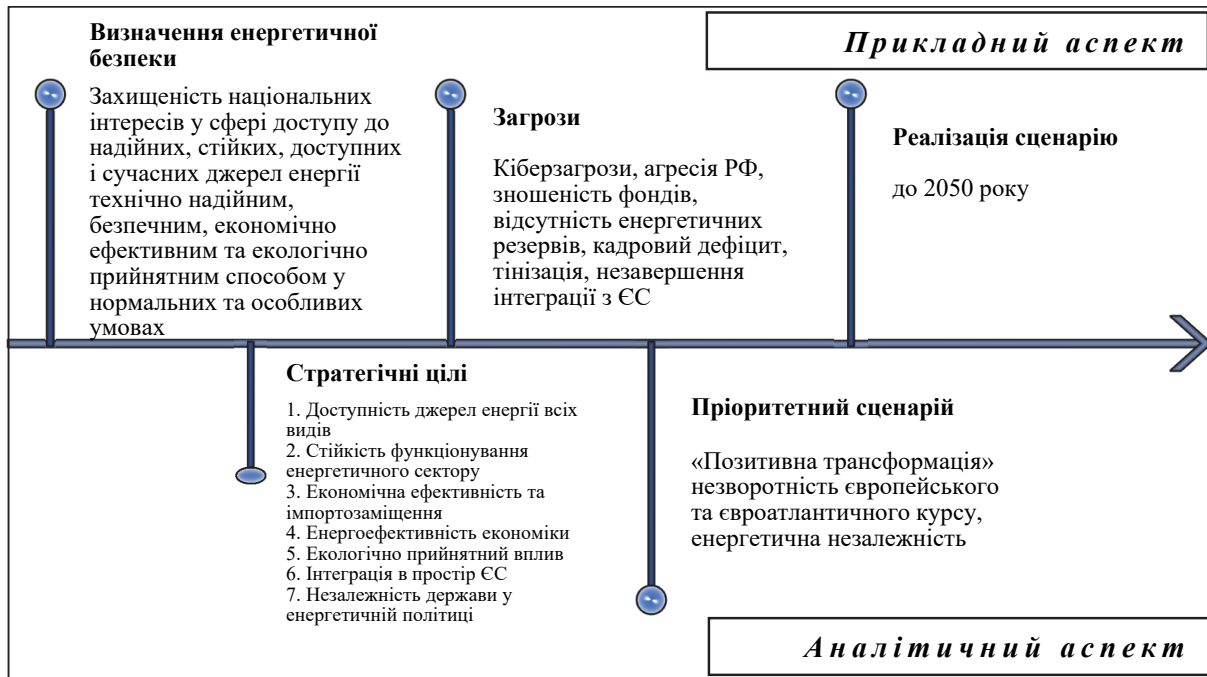 Прикладний аспект
Визначення енергетичної
безпеки
Захищеність національних
інтересів у сфері доступу до
надійних, стійких, доступних
і сучасних джерел енергії
технічно надійним,
безпечним, економічно
ефективним та екологічно
прийнятним способом у
нормальних та особливих
умовах
Загрози
Кіберзагрози, агресія РФ,
зношеність фондів,
відсутність енергетичних
резервів, кадровий дефіцит,
тінізація, незавершення
інтеграції з ЄС
Реалізація сценарію
до 2050 року
Стратегічні цілі
1. Доступність джерел енергії всіх
видів
2. Стійкість функціонування
енергетичного сектору
3. Економічна ефективність та
імпортозаміщення
4. Енергоефективність економіки
5. Екологічно прийнятний вплив
6. Інтеграція в простір ЄС
7. Незалежність держави у
енергетичній політиці
Пріоритетний сценарій
«Позитивна трансформація»
незворотність європейського
та євроатлантичного курсу,
енергетична незалежність
Аналітичний аспект